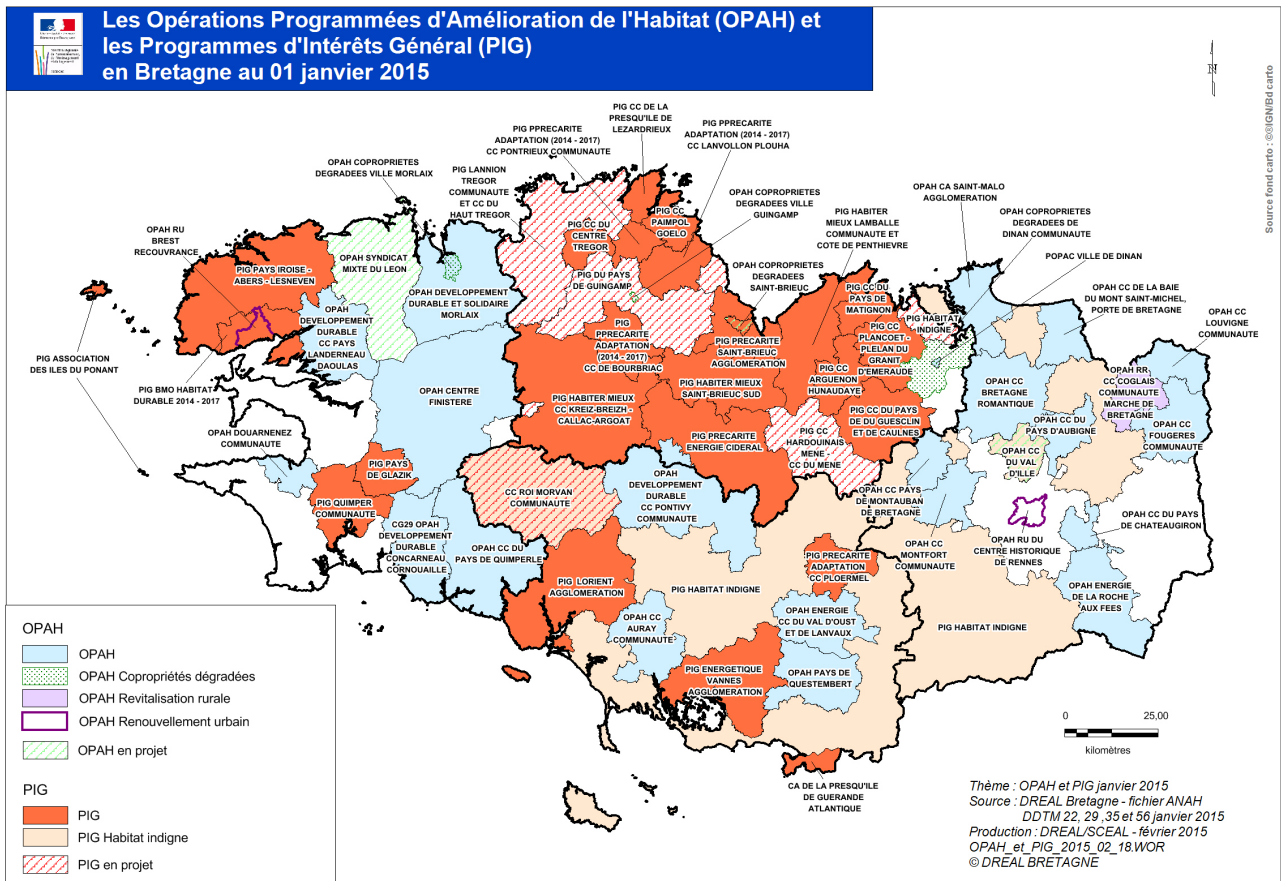 Les Opérations Programmées d'Amélioration de l'Habitat (OPAH) et
les Programmes d'Intérêts Général (PIG)
en Bretagne au 01 janvier 2015
N
Source fond carto : ©®IGN/Bd carto
PIG CC DE LA
PRESQU'ILE DE
LEZARDRIEUX
PIG PPRECARITE
ADAPTATION (2014 - 2017)
CC PONTRIEUX COMMUNAUTE
PIG PPRECARITE
ADAPTATION (2014 - 2017)
CC LANVOLLON PLOUHA
OPAH COPROPRIETES
DEGRADEES VILLE MORLAIX
PIG LANNION
TREGOR
COMMUNAUTE
ET CC DU
HAUT TREGOR
OPAH COPROPRIETES
DEGRADEES VILLE
GUINGAMP
OPAH CA SAINT-MALO
AGGLOMERATION
PIG HABITER
MIEUX LAMBALLE
COMMUNAUTE ET
COTE DE PENTHIEVRE
OPAH COPROPRIETES
DEGRADEES DE
DINAN COMMUNAUTE
OPAH RU
BREST
RECOUVRANCE
PIG CC DU
CENTRE
TREGOR
PIG CC
PAIMPOL
GOELO
POPAC VILLE DE DINAN
OPAH SYNDICAT
MIXTE DU LEON
PIG PAYS IROISE -
ABERS - LESNEVEN
PIG DU PAYS
DE GUINGAMP
OPAH COPROPRIETES
DEGRADEES
SAINT-BRIEUC
OPAH DEVELOPPEMENT
DURABLE ET SOLIDAIRE
MORLAIX
PIG CC DU
PAYS DE
MATIGNON
OPAH CC DE LA BAIE
DU MONT SAINT-MICHEL,
PORTE DE BRETAGNE
OPAH CC
LOUVIGNE
COMMUNAUTE
OPAH
DEVELOPPEMENT
DURABLE
CC PAYS
LANDERNEAU
DAOULAS
PIG HABITAT
INDIGNE
PIG
PPRECARITE
ADAPTATION
(2014 - 2017)
CC DE BOURBRIAC
PIG PRECARITE
SAINT-BRIEUC
AGGLOMERATION
PIG CC
PLANCOET -
PLELAN DU
GRANIT
D'EMERAUDE
PIG ASSOCIATION
DES ILES DU PONANT
PIG BMO HABITAT
DURABLE 2014 - 2017
OPAH CENTRE
FINISTERE
PIG HABITER MIEUX
SAINT-BRIEUC SUD
PIG CC
ARGUENON
HUNAUDAYE
OPAH CC
BRETAGNE
ROMANTIQUE
OPAH RR
CC COGLAIS
COMMUNAUTE
MARCHE DE
BRETAGNE
PIG HABITER MIEUX
CC KREIZ-BREIZH -
CALLAC-ARGOAT
PIG CC DU PAYS
DE DU GUESCLIN
ET DE CAULNES
OPAH CC DU
PAYS D'AUBIGNE
OPAH CC
FOUGERES
COMMUNAUTE
OPAH DOUARNENEZ
COMMUNAUTE
PIG PRECARITE
ENERGIE CIDERAL
PIG CC
HARDOUINAIS
MENE -
CC DU MENE
OPAH CC
DU VAL
D'ILLE
PIG PAYS
DE GLAZIK
OPAH
DEVELOPPEMENT
DURABLE
CC PONTIVY
COMMUNAUTE
CC ROI MORVAN
COMMUNAUTE
OPAH CC PAYS
DE MONTAUBAN
DE BRETAGNE
PIG QUIMPER
COMMUNAUTE
OPAH CC DU PAYS
DE CHATEAUGIRON
CG29 OPAH
DEVELOPPEMENT
DURABLE
CONCARNEAU
CORNOUAILLE
OPAH CC DU
PAYS DE QUIMPERLE
OPAH CC
MONTFORT
COMMUNAUTE
OPAH RU DU
CENTRE HISTORIQUE
DE RENNES
PIG LORIENT
AGGLOMERATION
PIG HABITAT INDIGNE
PIG PRECARITE
ADAPTATION
CC PLOERMEL
OPAH ENERGIE
DE LA ROCHE
AUX FEES
OPAH CC
AURAY
COMMUNAUTE
OPAH ENERGIE
CC DU VAL D'OUST
ET DE LANVAUX
PIG HABITAT INDIGNE
PIG ENERGETIQUE
VANNES
AGGLOMERATION
OPAH PAYS DE
QUESTEMBERT
CA DE LA PRESQU'ILE
DE GUERANDE
ATLANTIQUE
OPAH
OPAH
OPAH Copropriétés dégradées
OPAH Revitalisation rurale
OPAH Renouvellement urbain
OPAH en projet
PIG
PIG
PIG Habitat indigne
PIG en projet
0 25,00
kilomètres
Thème : OPAH et PIG janvier 2015
Source : DREAL Bretagne - fichier ANAH
DDTM 22, 29 ,35 et 56 janvier 2015
Production : DREAL/SCEAL - février 2015
OPAH_et_PIG_2015_02_18.WOR
© DREAL BRETAGNE